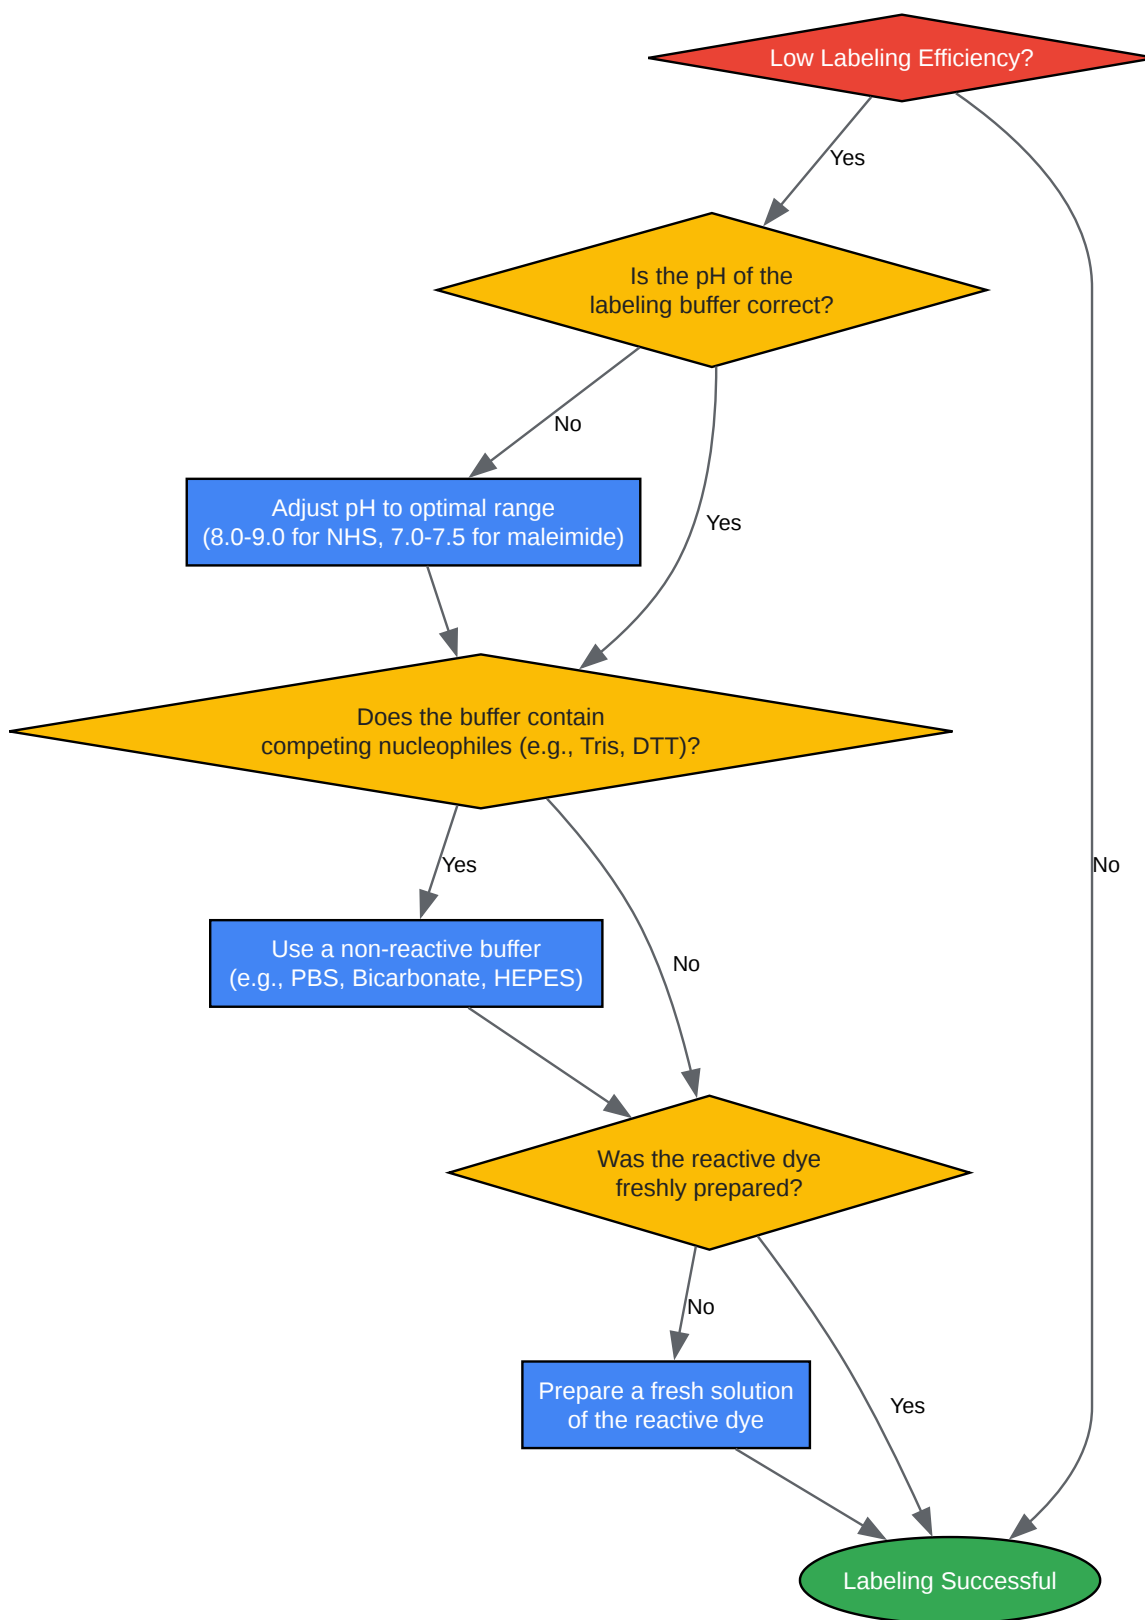 Low Labeling Efficiency?
Yes
Is the pH of the
labeling buffer correct?
No
Adjust pH to optimal range
(8.0-9.0 for NHS, 7.0-7.5 for maleimide)
Yes
Does the buffer contain
competing nucleophiles (e.g., Tris, DTT)?
Yes
No
Use a non-reactive buffer
(e.g., PBS, Bicarbonate, HEPES)
No
Was the reactive dye
freshly prepared?
No
Prepare a fresh solution
of the reactive dye
Yes
Labeling Successful